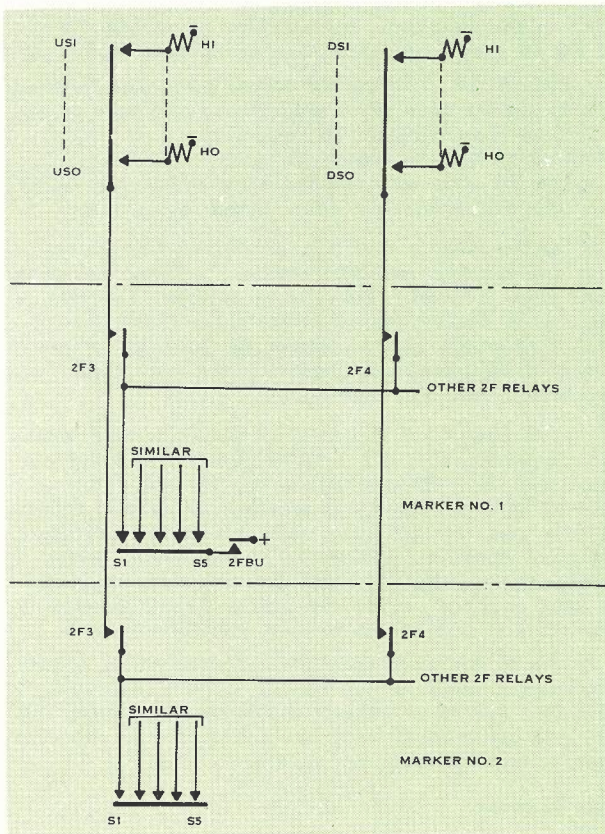 USI HI DSI HI
USO HO DSO HO
2F3 2F4
OTHER 2F RELAYS
SIMILAR
MARKER NO. 1
S1 S5 2FBU +
2F3 2F4
OTHER 2F RELAYS
SIMILAR
MARKER NO. 2
S1 S5